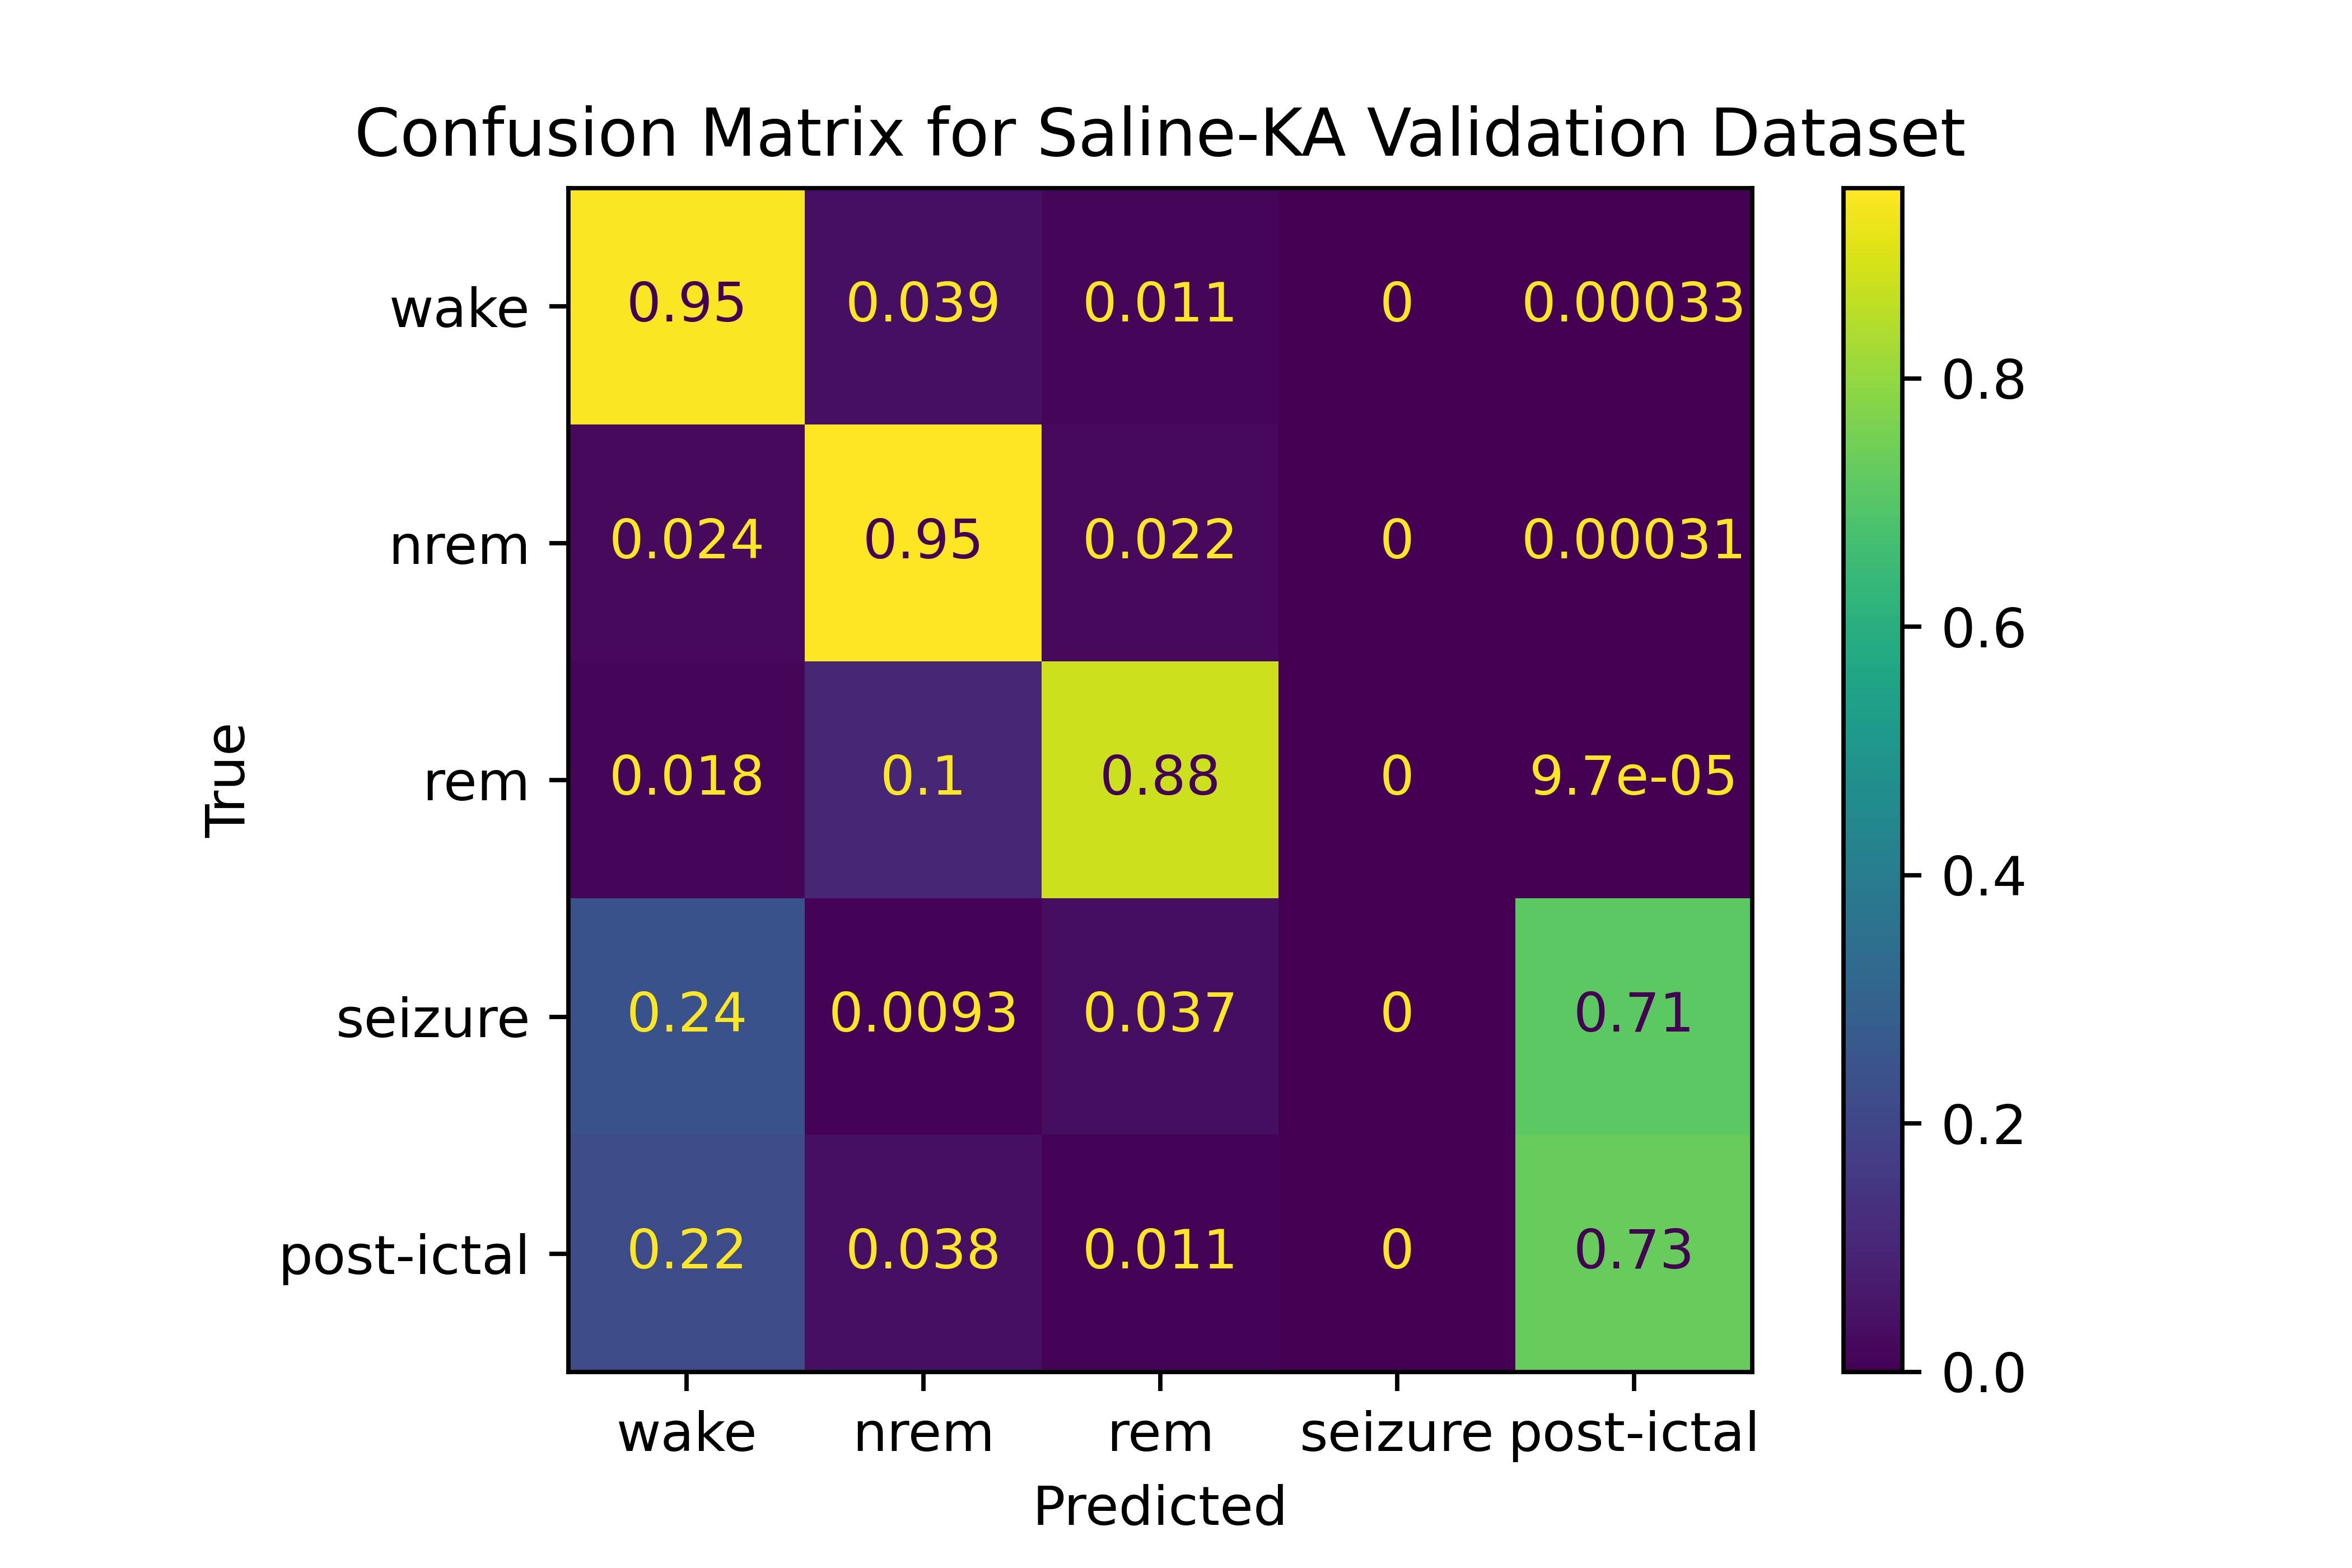 Confusion Matrix for Saline-KA Validation Dataset
wake 0.95 0.039 0.011 0 0.00033
nrem 0.024 0.95 0.022 0 0.00031
rem 0.018 0.1 0.88 0 9.7e-05
seizure 0.24 0.0093 0.037 0 0.71
post-ictal 0.22 0.038 0.011 0 0.73
wake nrem rem seizure post-ictal
Predicted
True
0.8
0.6
0.4
0.2
0.0